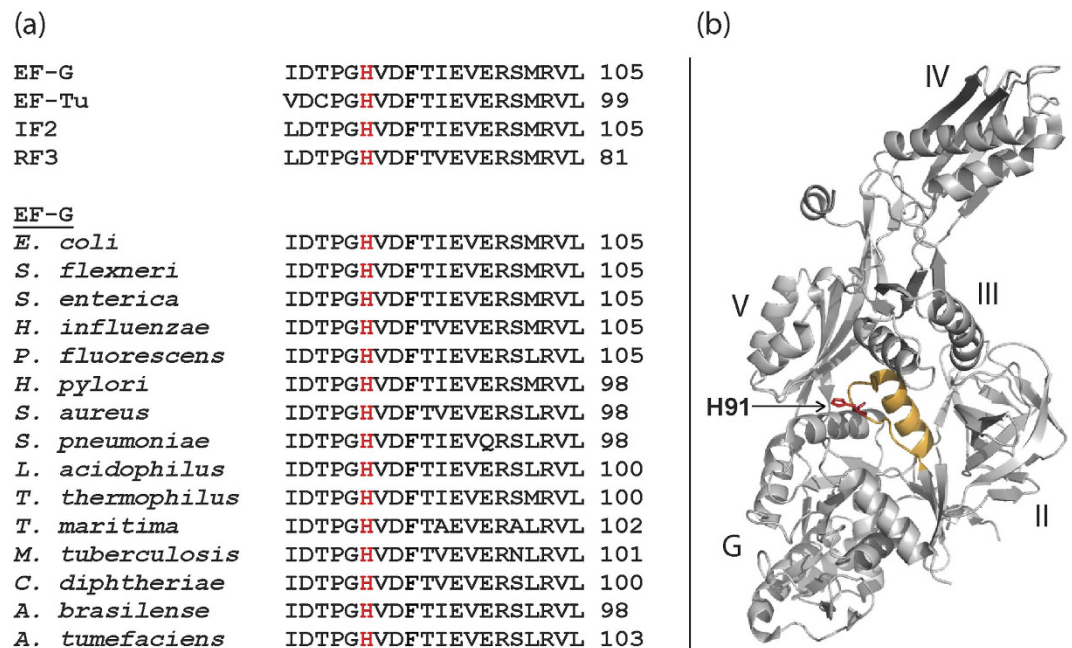 (a)
EF-G IDTPGHVDFTIEVERSMRVL 105
EF-Tu VDCPGHVDFTIEVERSMRVL 99
IF2 LDTPGHVDFTIEVERSMRVL 105
RF3 LDTPGHVDFTVEVERSMRVL 81
EF-G
E. coli IDTPGHVDFTIEVERSMRVL 105
S. flexneri IDTPGHVDFTIEVERSMRVL 105
S. enterica IDTPGHVDFTIEVERSMRVL 105
H. influenzae IDTPGHVDFTVEVERSMRVL 105
P. fluorescens IDTPGHVDFTIEVERSLRVL 105
H. pylori IDTPGHVDFTIEVERSMRVL 98
S. aureus IDTPGHVDFTVEVERSLRVL 98
S. pneumoniae IDTPGHVDFTIEVQRSLRVL 98
L. acidophilus IDTPGHVDFTIEVERSLRVL 100
T. thermophilus IDTPGHVDFTIEVERSMRVL 100
T. maritima IDTPGHVDFTAEVERALRVL 102
M. tuberculosis IDTPGHVDFTVEVERNLRVL 101
C. diphtheriae IDTPGHVDFTVEVERSLRVL 100
A. brasilense IDTPGHVDFTIEVERSLRVL 98
A. tumefaciens IDTPGHVDFTIEVERSLRVL 103
(b)
IV
III
V
H91
II
G